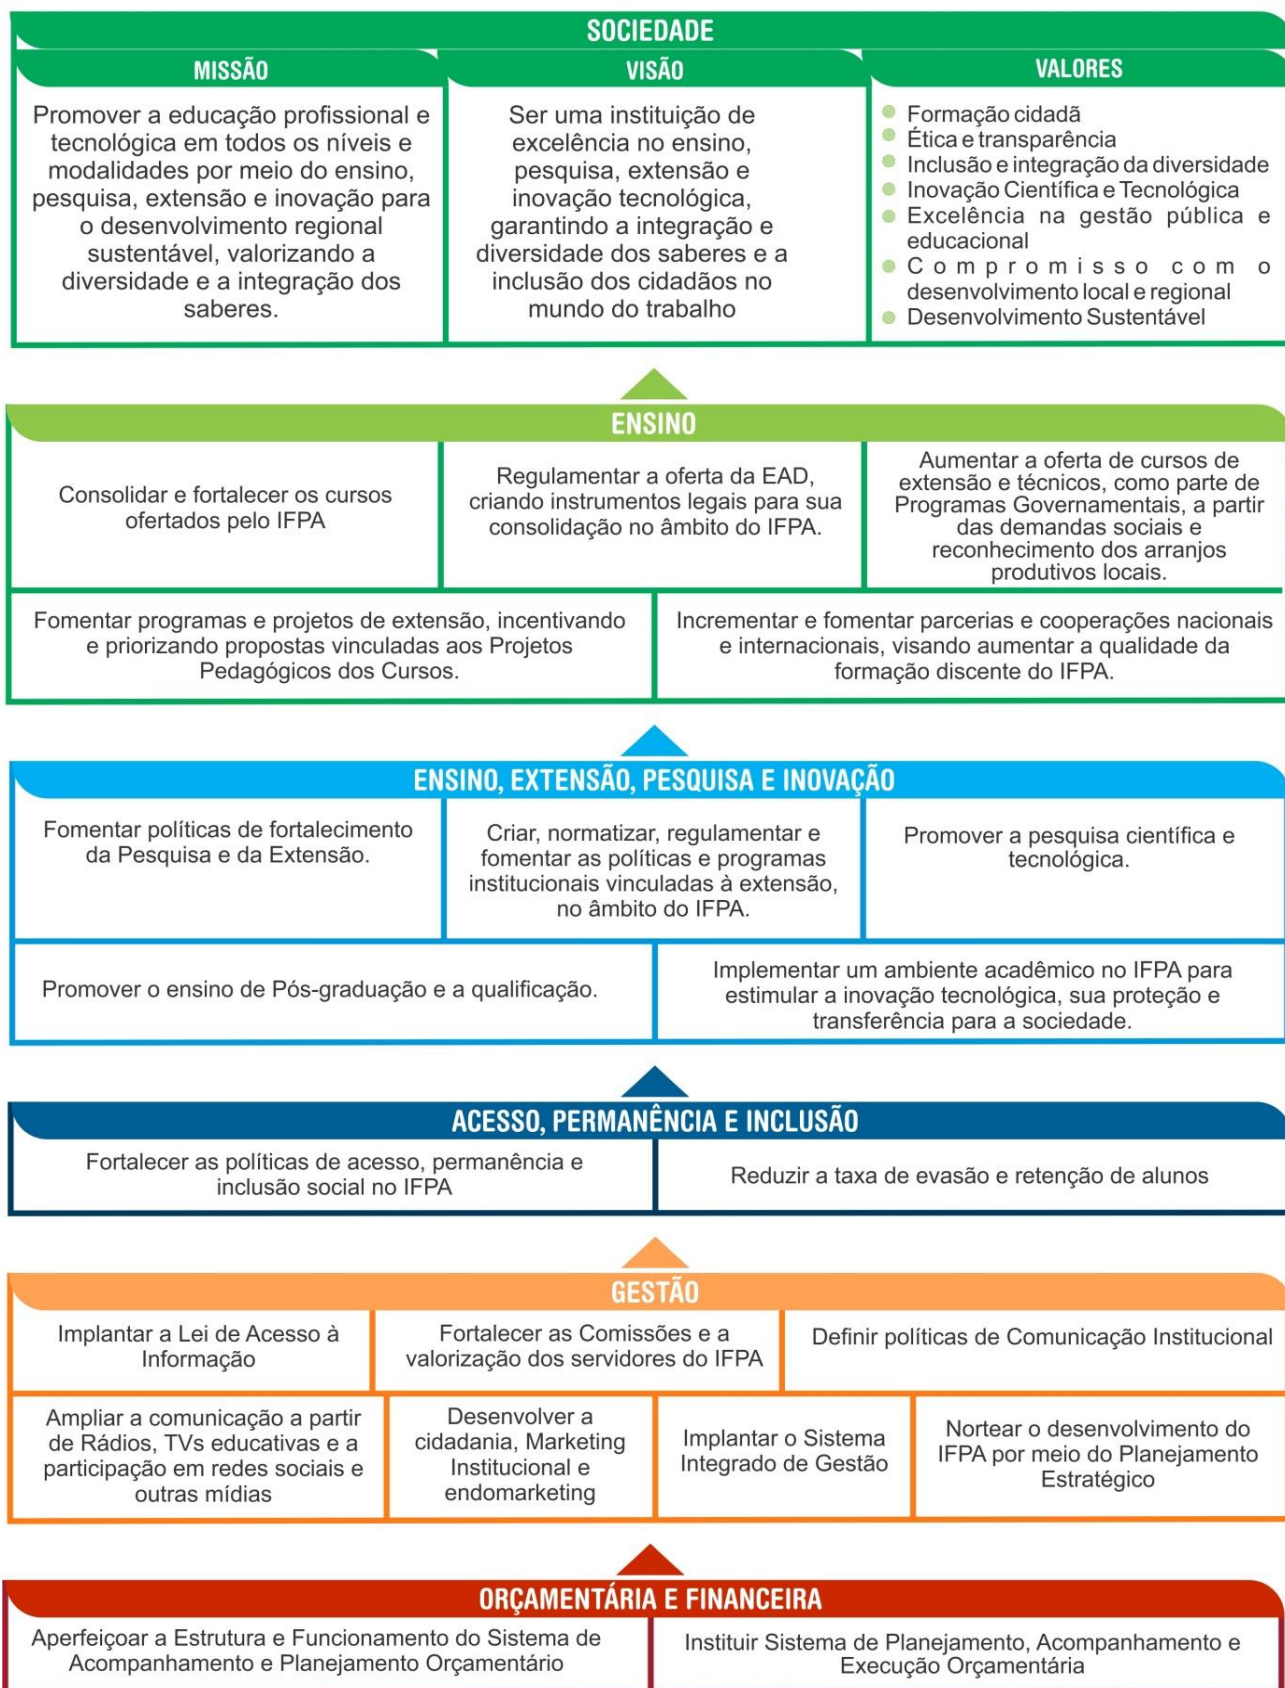 SOCIEDADE
MISSÃO
Promover a educação profissional e
tecnológica em todos os níveis e
modalidades por meio do ensino,
pesquisa, extensão e inovação para
o desenvolvimento regional
sustentável, valorizando a
diversidade e a integração dos
saberes.
VISÃO
Ser uma instituição de
excelência no ensino,
pesquisa, extensão e
inovação tecnológica,
garantindo a integração e
diversidade dos saberes e a
inclusão dos cidadãos no
mundo do trabalho
VALORES
Formação cidadã
Ética e transparência
Inclusão e integração da diversidade
Inovação Científica e Tecnológica
Excelência na gestão pública e
educacional
Compromisso com o
desenvolvimento local e regional
Desenvolvimento Sustentável
ENSINO
Consolidar e fortalecer os cursos
ofertados pelo IFPA
Regulamentar a oferta da EAD,
criando instrumentos legais para sua
consolidação no âmbito do IFPA.
Aumentar a oferta de cursos de
extensão e técnicos, como parte de
Programas Governamentais, a partir
das demandas sociais e
reconhecimento dos arranjos
produtivos locais.
Fomentar programas e projetos de extensão, incentivando
e priorizando propostas vinculadas aos Projetos
Pedagógicos dos Cursos.
Incrementar e fomentar parcerias e cooperações nacionais
e internacionais, visando aumentar a qualidade da
formação discente do IFPA.
ENSINO, EXTENSÃO, PESQUISA E INOVAÇÃO
Fomentar políticas de fortalecimento
da Pesquisa e da Extensão.
Criar, normatizar, regulamentar e
fomentar as políticas e programas
institucionais vinculadas à extensão,
no âmbito do IFPA.
Promover a pesquisa científica e
tecnológica.
Promover o ensino de Pós-graduação e a qualificação.
Implementar um ambiente acadêmico no IFPA para
estimular a inovação tecnológica, sua proteção e
transferência para a sociedade.
ACESSO, PERMANÊNCIA E INCLUSÃO
Fortalecer as políticas de acesso, permanência e
inclusão social no IFPA
Reduzir a taxa de evasão e retenção de alunos
GESTÃO
Implantar a Lei de Acesso à
Informação
Fortalecer as Comissões e a
valorização dos servidores do IFPA
Definir políticas de Comunicação Institucional
Ampliar a comunicação a partir
de Rádios, TVs educativas e a
participação em redes sociais e
outras mídias
Desenvolver a
cidadania, Marketing
Institucional e
endomarketing
Implantar o Sistema
Integrado de Gestão
Nortear o desenvolvimento do
IFPA por meio do Planejamento
Estratégico
ORÇAMENTÁRIA E FINANCEIRA
Aperfeiçoar a Estrutura e Funcionamento do Sistema de
Acompanhamento e Planejamento Orçamentário
Instituir Sistema de Planejamento, Acompanhamento e
Execução Orçamentária